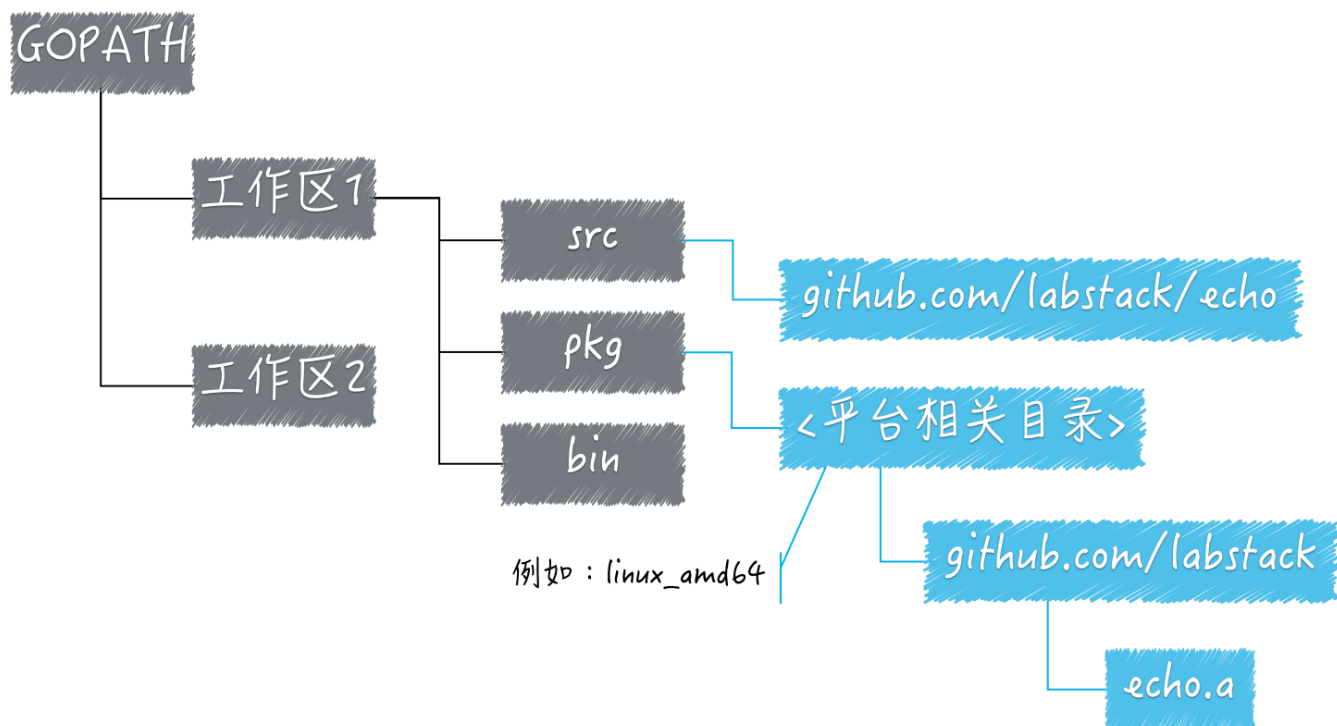 GOPATH
工作区1
src
github.com/labstack/echo
pkg
工作区2
<平台相关目录>
bin
github.com/labstack
例如：linux_amd64
echo.a